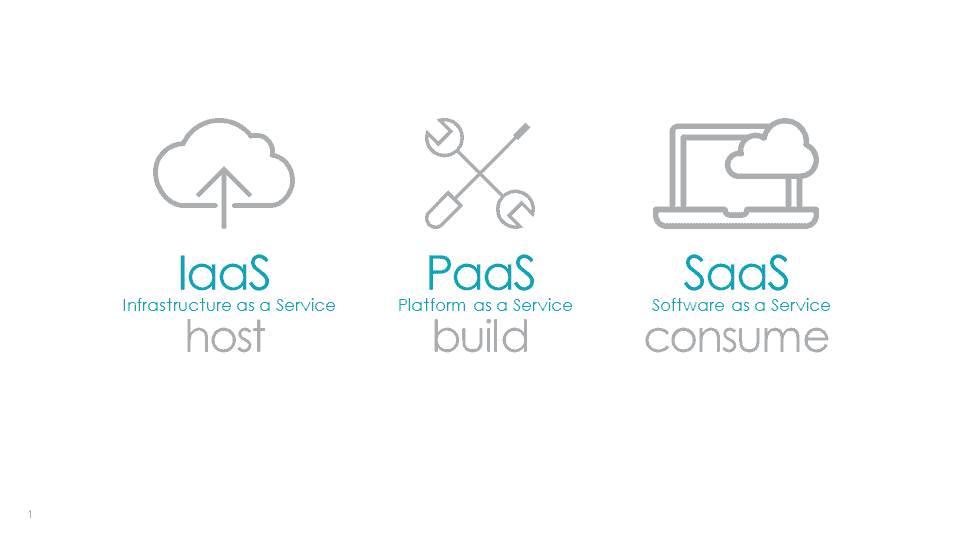 IaaS
Infrastructure as a Service
host
PaaS
Platform as a Service
build
SaaS
Software as a Service
consume
1